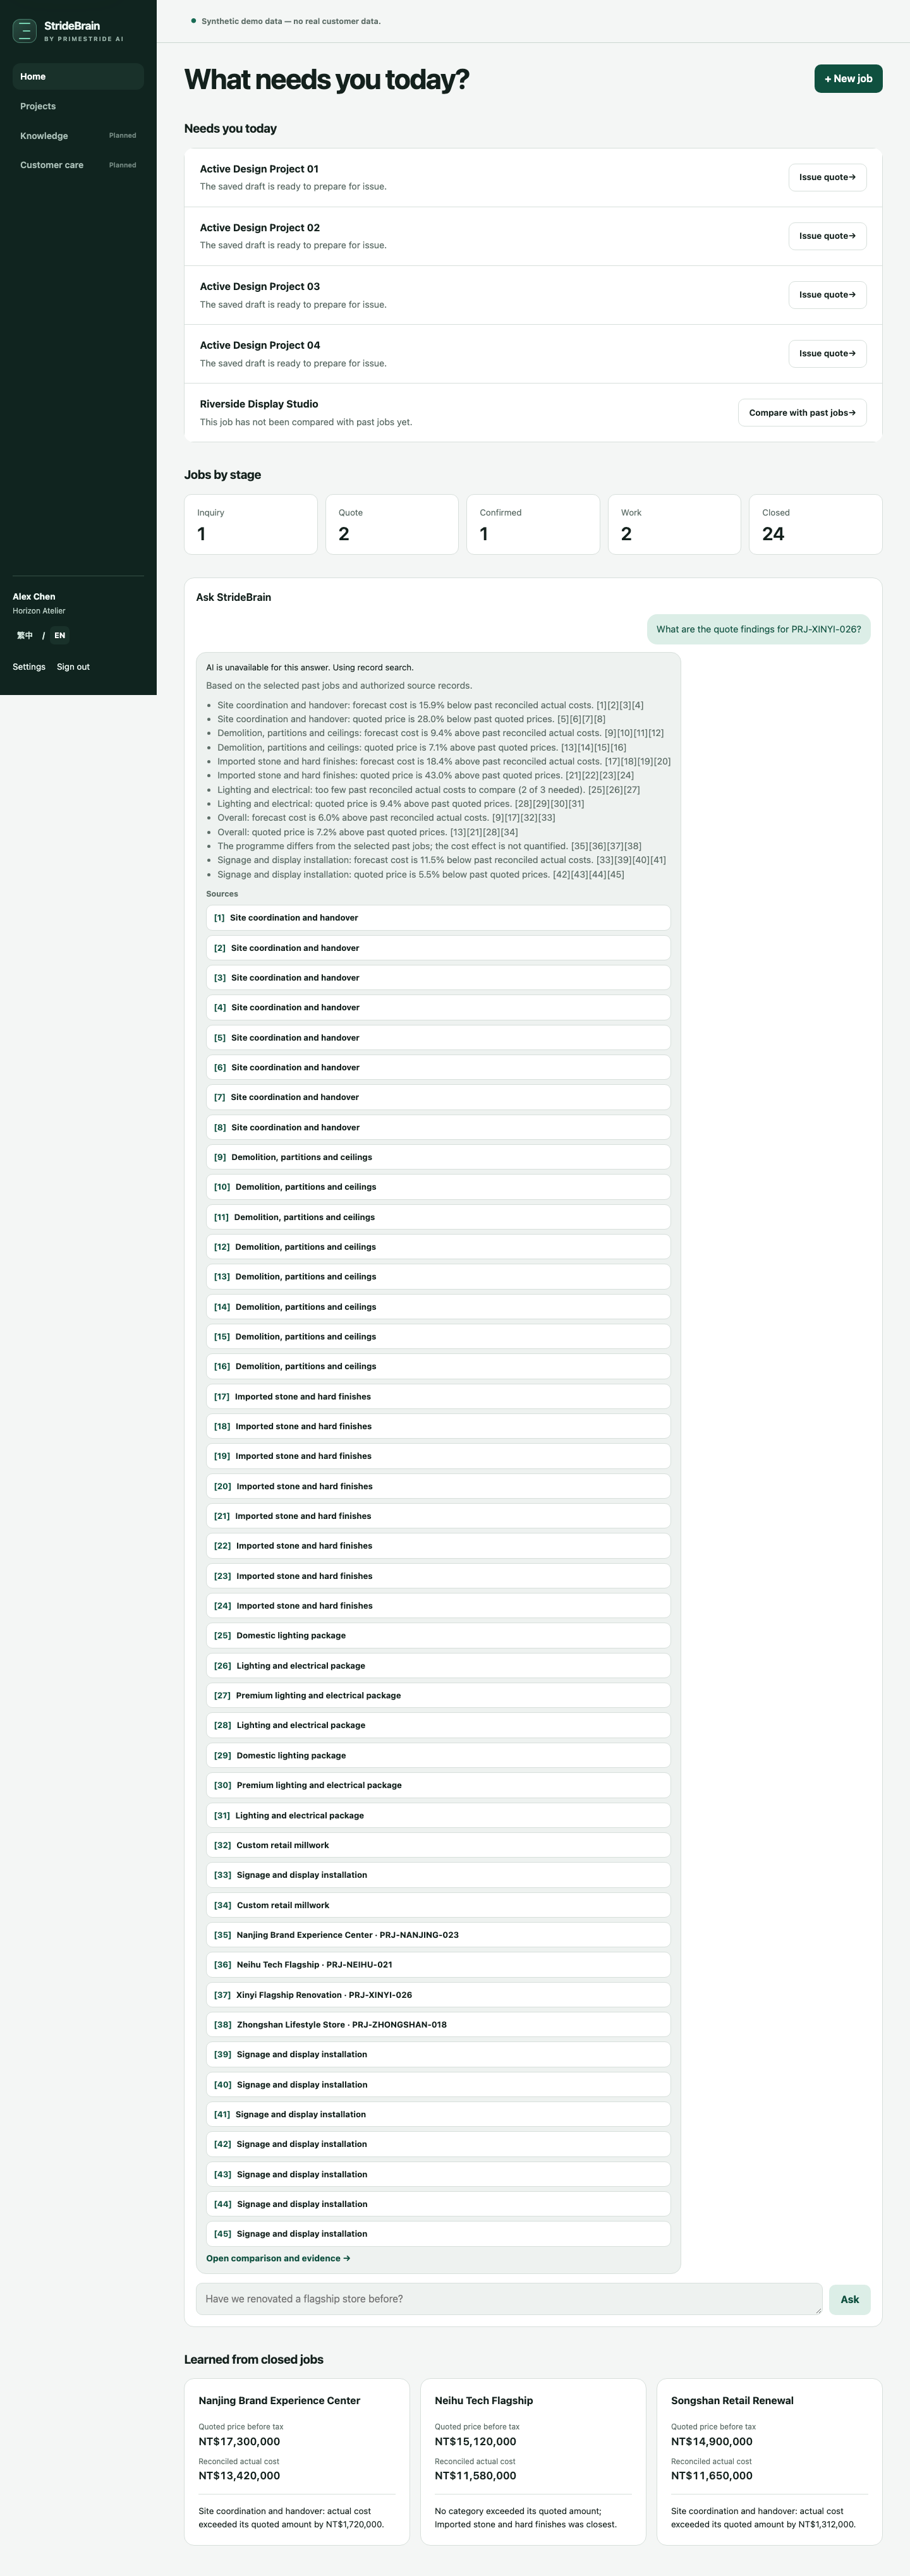 StrideBrain
BY PRIMESTRIDE AI
Home
Projects
Knowledge Planned
Customer care Planned
Alex Chen
Horizon Atelier
繁中 / EN
Settings Sign out
Synthetic demo data — no real customer data.
What needs you today?
+ New job
Needs you today
Active Design Project 01
The saved draft is ready to prepare for issue.
Issue quote→
Active Design Project 02
The saved draft is ready to prepare for issue.
Issue quote→
Active Design Project 03
The saved draft is ready to prepare for issue.
Issue quote→
Active Design Project 04
The saved draft is ready to prepare for issue.
Issue quote→
Riverside Display Studio
This job has not been compared with past jobs yet.
Compare with past jobs→
Jobs by stage
Inquiry
1
Quote
2
Confirmed
1
Work
2
Closed
24
Ask StrideBrain
What are the quote findings for PRJ-XINYI-026?
AI is unavailable for this answer. Using record search.
Based on the selected past jobs and authorized source records.
• Site coordination and handover: forecast cost is 15.9% below past reconciled actual costs. [1][2][3][4]
• Site coordination and handover: quoted price is 28.0% below past quoted prices. [5][6][7][8]
• Demolition, partitions and ceilings: forecast cost is 9.4% above past reconciled actual costs. [9][10][11][12]
• Demolition, partitions and ceilings: quoted price is 7.1% above past quoted prices. [13][14][15][16]
• Imported stone and hard finishes: forecast cost is 18.4% above past reconciled actual costs. [17][18][19][20]
• Imported stone and hard finishes: quoted price is 43.0% above past quoted prices. [21][22][23][24]
• Lighting and electrical: too few past reconciled actual costs to compare (2 of 3 needed). [25][26][27]
• Lighting and electrical: quoted price is 9.4% above past quoted prices. [28][29][30][31]
• Overall: forecast cost is 6.0% above past reconciled actual costs. [9][17][32][33]
• Overall: quoted price is 7.2% above past quoted prices. [13][21][28][34]
• The programme differs from the selected past jobs; the cost effect is not quantified. [35][36][37][38]
• Signage and display installation: forecast cost is 11.5% below past reconciled actual costs. [33][39][40][41]
• Signage and display installation: quoted price is 5.5% below past quoted prices. [42][43][44][45]
Sources
[1] Site coordination and handover
[2] Site coordination and handover
[3] Site coordination and handover
[4] Site coordination and handover
[5] Site coordination and handover
[6] Site coordination and handover
[7] Site coordination and handover
[8] Site coordination and handover
[9] Demolition, partitions and ceilings
[10] Demolition, partitions and ceilings
[11] Demolition, partitions and ceilings
[12] Demolition, partitions and ceilings
[13] Demolition, partitions and ceilings
[14] Demolition, partitions and ceilings
[15] Demolition, partitions and ceilings
[16] Demolition, partitions and ceilings
[17] Imported stone and hard finishes
[18] Imported stone and hard finishes
[19] Imported stone and hard finishes
[20] Imported stone and hard finishes
[21] Imported stone and hard finishes
[22] Imported stone and hard finishes
[23] Imported stone and hard finishes
[24] Imported stone and hard finishes
[25] Domestic lighting package
[26] Lighting and electrical package
[27] Premium lighting and electrical package
[28] Lighting and electrical package
[29] Domestic lighting package
[30] Premium lighting and electrical package
[31] Lighting and electrical package
[32] Custom retail millwork
[33] Signage and display installation
[34] Custom retail millwork
[35] Nanjing Brand Experience Center · PRJ-NANJING-023
[36] Neihu Tech Flagship · PRJ-NEIHU-021
[37] Xinyi Flagship Renovation · PRJ-XINYI-026
[38] Zhongshan Lifestyle Store · PRJ-ZHONGSHAN-018
[39] Signage and display installation
[40] Signage and display installation
[41] Signage and display installation
[42] Signage and display installation
[43] Signage and display installation
[44] Signage and display installation
[45] Signage and display installation
Open comparison and evidence →
Have we renovated a flagship store before?
Ask
Learned from closed jobs
Nanjing Brand Experience Center
Quoted price before tax
NT$17,300,000
Reconciled actual cost
NT$13,420,000
Site coordination and handover: actual cost
exceeded its quoted amount by NT$1,720,000.
Neihu Tech Flagship
Quoted price before tax
NT$15,120,000
Reconciled actual cost
NT$11,580,000
No category exceeded its quoted amount;
Imported stone and hard finishes was closest.
Songshan Retail Renewal
Quoted price before tax
NT$14,900,000
Reconciled actual cost
NT$11,650,000
Site coordination and handover: actual cost
exceeded its quoted amount by NT$1,312,000.